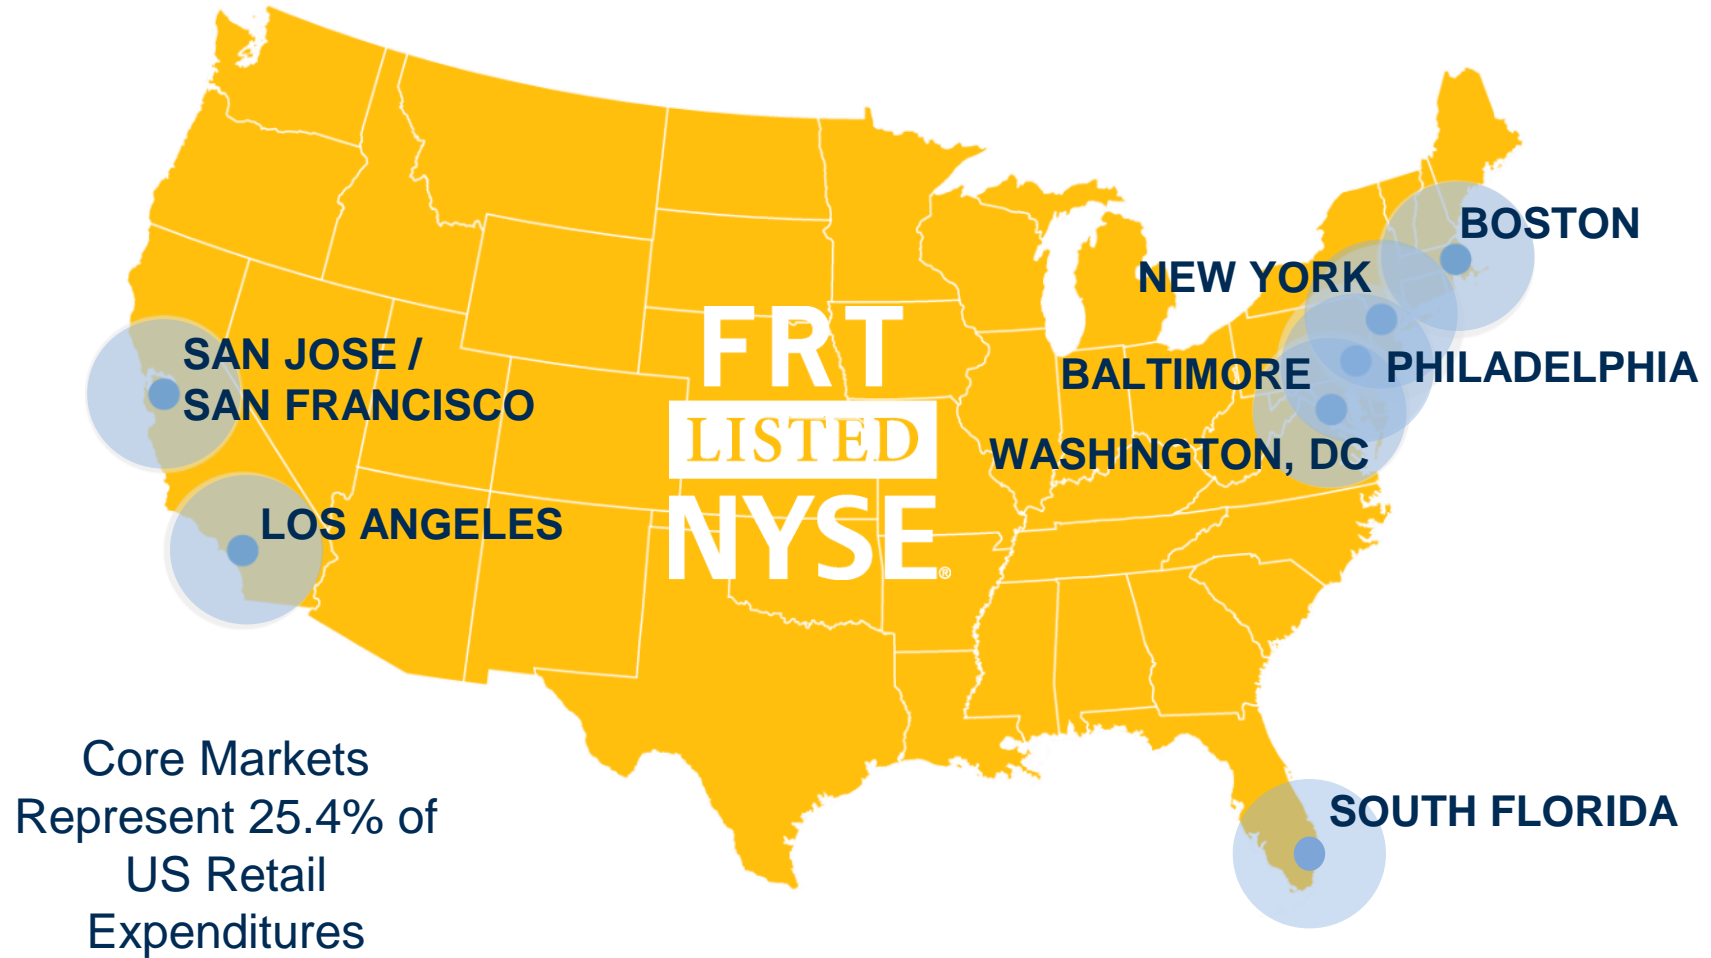 BOSTON
NEW YORK
SAN JOSE /
SAN FRANCISCO
FRT
LISTED
NYSE®
BALTIMORE
PHILADELPHIA
WASHINGTON, DC
LOS ANGELES
Core Markets
Represent 25.4% of
US Retail
Expenditures
SOUTH FLORIDA